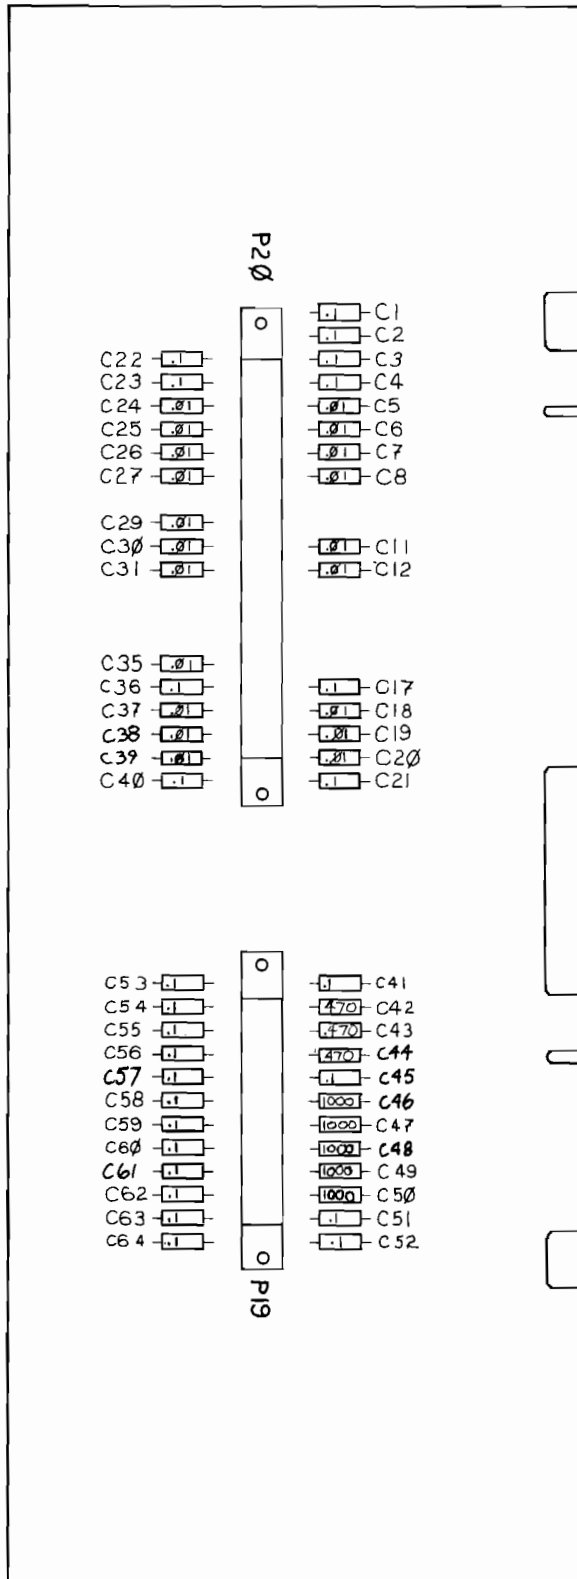 P2Ø
.1 C1
.1 C2
C22 .1 .1 C3
C23 .1 .1 C4
C24 .Ø1 .Ø1 C5
C25 .Ø1 .Ø1 C6
C26 .Ø1 .Ø1 C7
C27 .Ø1 .Ø1 C8
C29 .Ø1
C3Ø .Ø1 .Ø1 C11
C31 .Ø1 .Ø1 C12
C35 .Ø1
C36 .1 .1 C17
C37 .Ø1 .Ø1 C18
C38 .Ø1 .Ø1 C19
C39 .Ø1 .Ø1 C2Ø
C4Ø .1 .1 C21
C53 .1 .1 C41
C54 .1 470 C42
C55 .1 .470 C43
C56 .1 470 C44
C57 .1 .1 C45
C58 .1 1000 C46
C59 .1 1000 C47
C6Ø .1 1000 C48
C61 .1 1000 C49
C62 .1 1000 C5Ø
C63 .1 .1 C51
C64 .1 .1 C52
P19